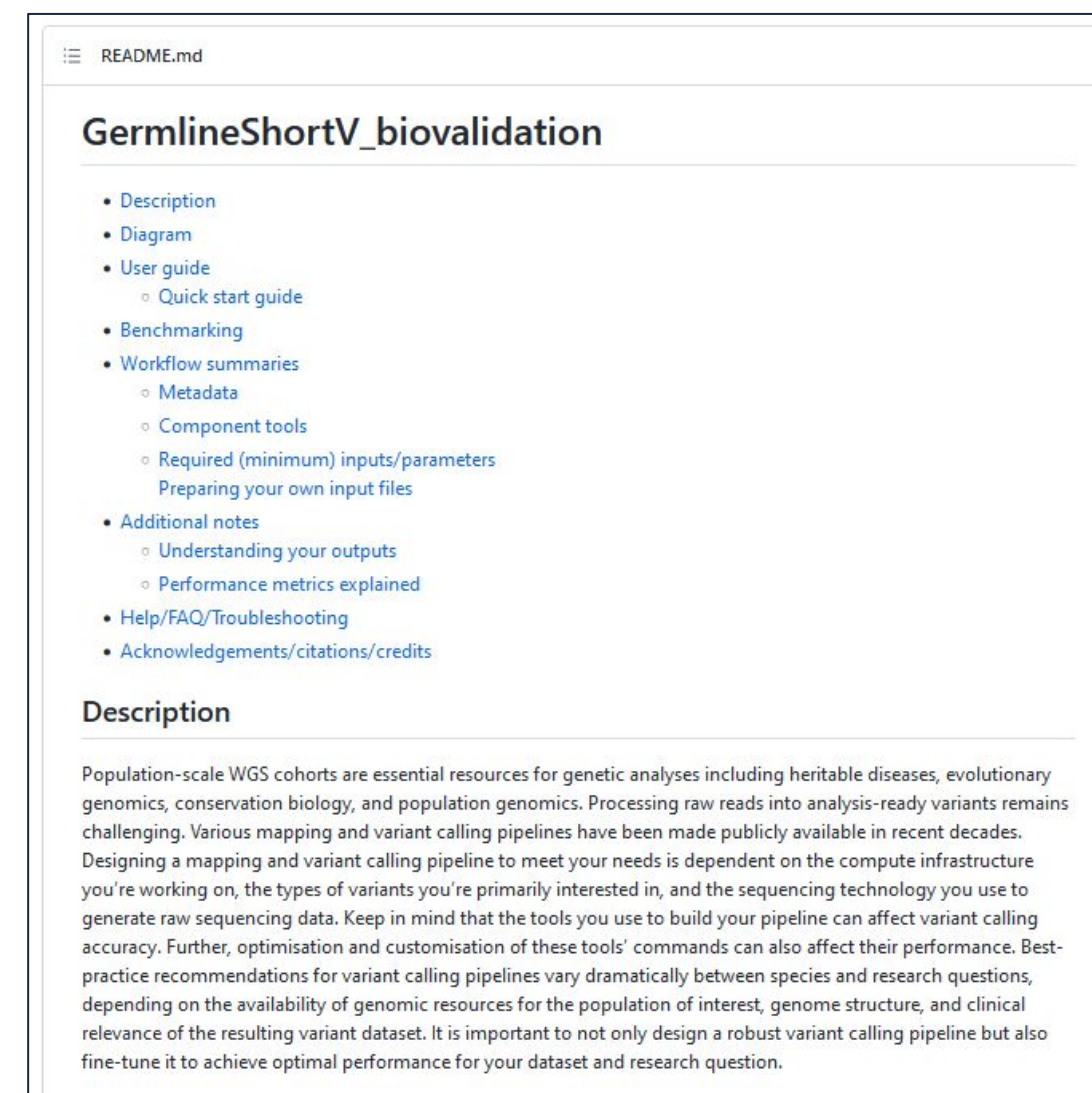 README.md
GermlineShortV_biovalidation
• Description
• Diagram
• User guide
◦ Quick start guide
• Benchmarking
• Workflow summaries
◦ Metadata
◦ Component tools
◦ Required (minimum) inputs/parameters
Preparing your own input files
• Additional notes
◦ Understanding your outputs
◦ Performance metrics explained
• Help/FAQ/Troubleshooting
• Acknowledgements/citations/credits
Description
Population-scale WGS cohorts are essential resources for genetic analyses including heritable diseases, evolutionary
genomics, conservation biology, and population genomics. Processing raw reads into analysis-ready variants remains
challenging. Various mapping and variant calling pipelines have been made publicly available in recent decades.
Designing a mapping and variant calling pipeline to meet your needs is dependent on the compute infrastructure
you're working on, the types of variants you're primarily interested in, and the sequencing technology you use to
generate raw sequencing data. Keep in mind that the tools you use to build your pipeline can affect variant calling
accuracy. Further, optimisation and customisation of these tools' commands can also affect their performance. Best-
practice recommendations for variant calling pipelines vary dramatically between species and research questions,
depending on the availability of genomic resources for the population of interest, genome structure, and clinical
relevance of the resulting variant dataset. It is important to not only design a robust variant calling pipeline but also
fine-tune it to achieve optimal performance for your dataset and research question.